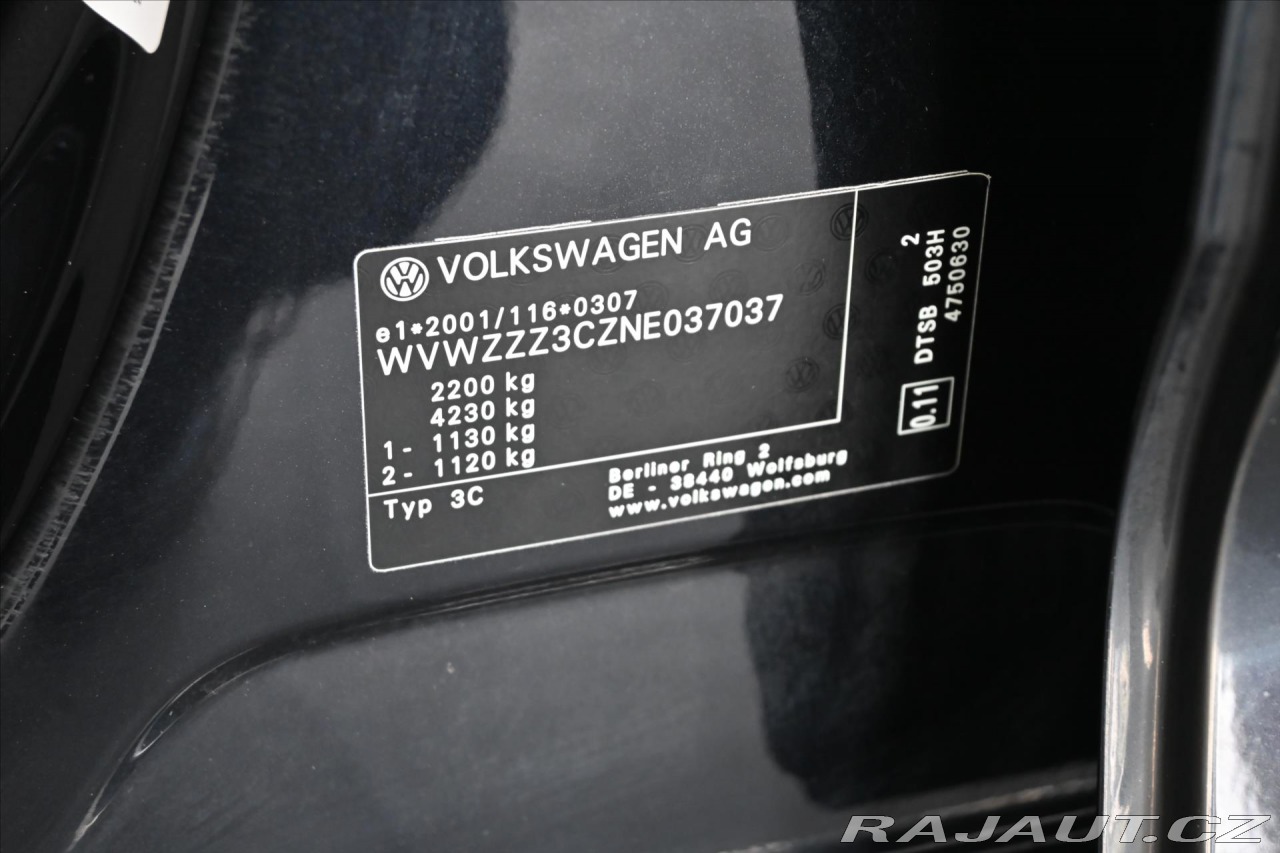 VOLKSWAGEN AG
e1*2001/116*0307
WVWZZZ3CZNE037037
2200 kg
4230 kg
1- 1130 kg
2- 1120 kg
Typ 3C
Berliner Ring 2
DE - 38440 Wolfsburg
www.volkswagen.com
2
DTSB 503H
4750630
0.11
RAJAUT.CZ